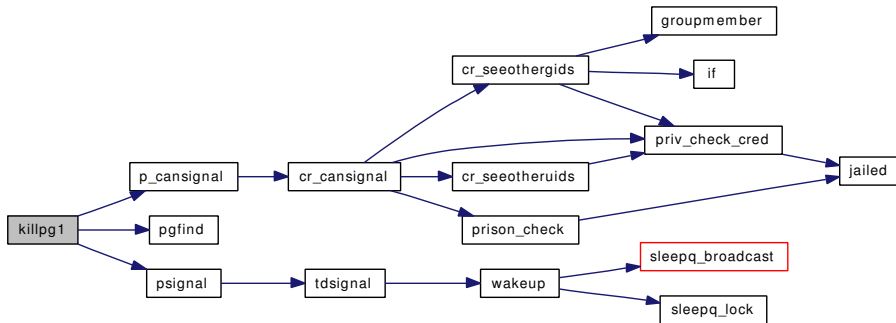 groupmember
cr_seeothergids
if
priv_check_cred
p_cansignal
cr_cansignal
cr_seeotheruids
jailed
killpg1
pgfind
prison_check
sleepq_broadcast
psignal
tdsignal
wakeup
sleepq_lock